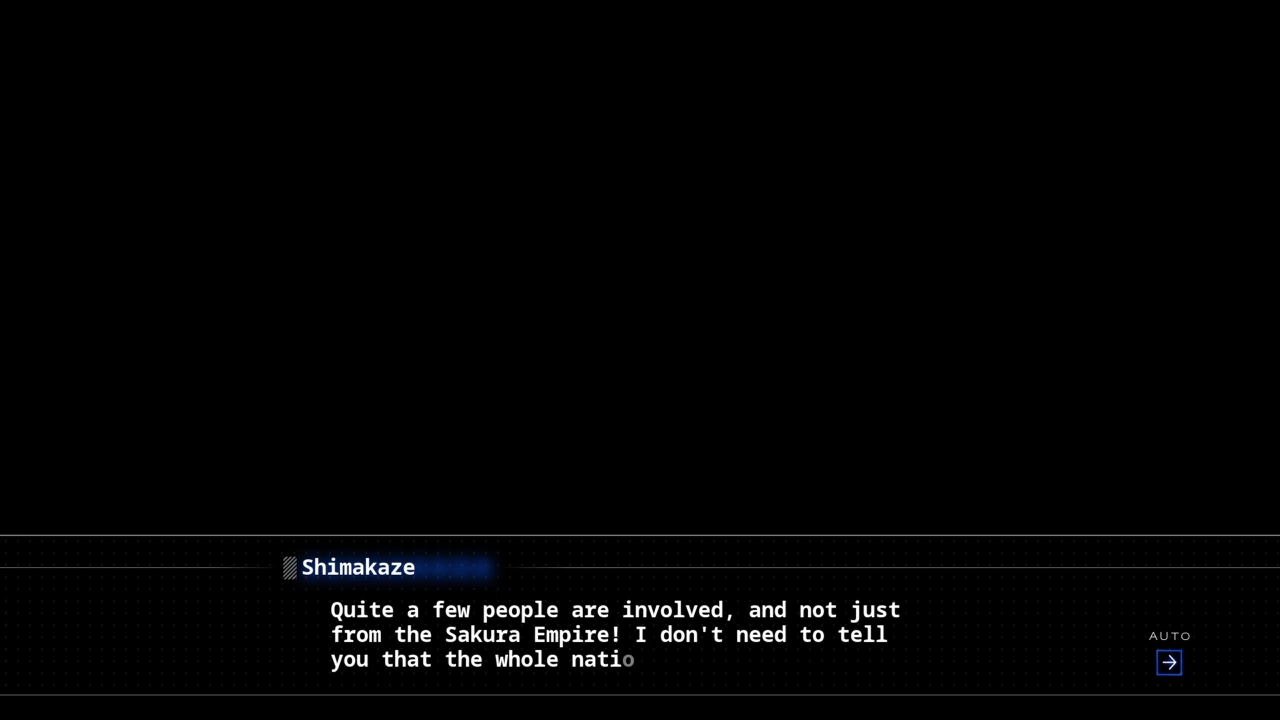 Shimakaze
Quite a few people are involved, and not just
from the Sakura Empire! I don't need to tell
you that the whole natio
AUTO